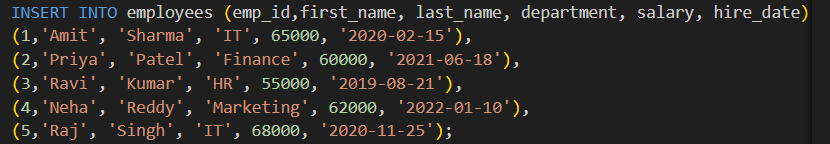 INSERT INTO employees (emp_id,first_name, last_name, department, salary, hire_date)
(1,'Amit', 'Sharma', 'IT', 65000, '2020-02-15'),
(2,'Priya', 'Patel', 'Finance', 60000, '2021-06-18'),
(3,'Ravi', 'Kumar', 'HR', 55000, '2019-08-21'),
(4,'Neha', 'Reddy', 'Marketing', 62000, '2022-01-10'),
(5,'Raj', 'Singh', 'IT', 68000, '2020-11-25');